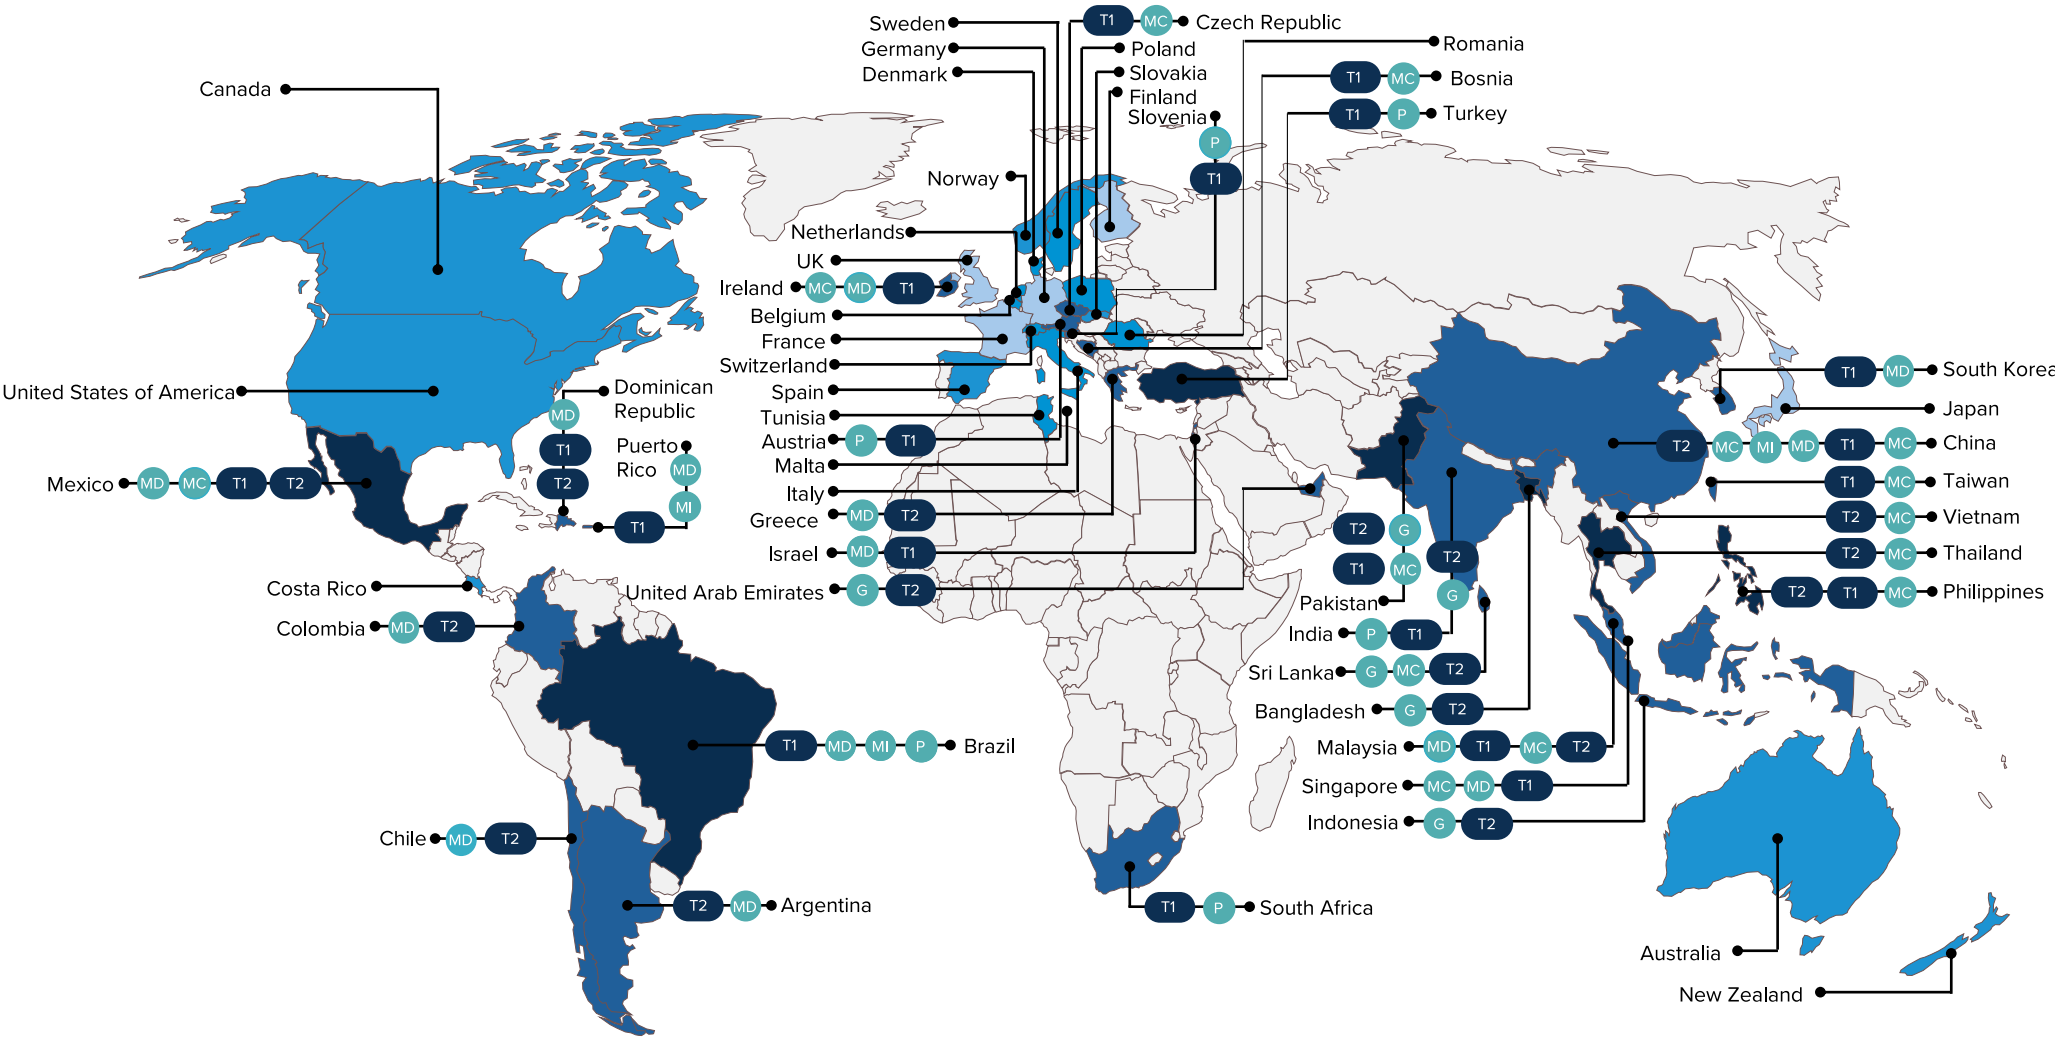 Canada
United States of America
Mexico MD MC T1 T2
Dominican
Republic
MD
T1
T2
Puerto
Rico
MD
MI
T1
Costa Rico
Colombia MD T2
T1 MD MI P Brazil
Chile MD T2
T2 MD Argentina
Sweden
Germany
Denmark
Norway
Netherlands
UK
Ireland MC MD T1
Belgium
France
Switzerland
Spain
Tunisia
Austria P T1
Malta
Italy
Greece MD T2
Israel MD T1
United Arab Emirates G T2
T1 MC Czech Republic
Poland
Slovakia
Finland
Slovenia
P
T1
Romania
T1 MC Bosnia
T1 P Turkey
T1 MD South Korea
Japan
T2 MC MI MD T1 MC China
T1 MC Taiwan
T2 MC Vietnam
T2 MC Thailand
T2 T1 MC Philippines
T2 G
T1 MC
Pakistan
T2
G
India P T1
Sri Lanka G MC T2
Bangladesh G T2
Malaysia MD T1 MC T2
Singapore MC MD T1
Indonesia G T2
T1 P South Africa
Australia
New Zealand